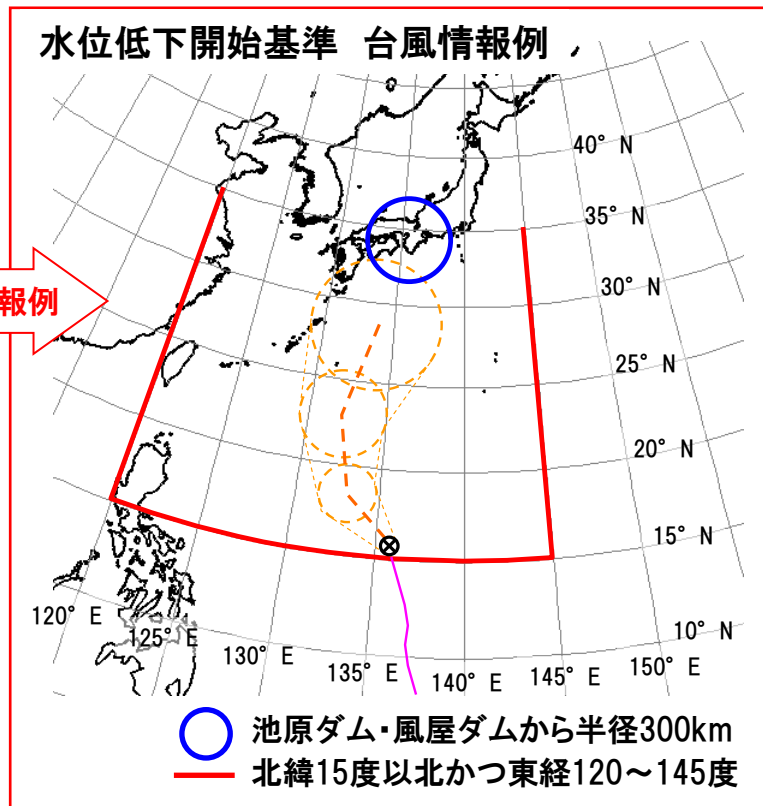 水位低下開始基準 台風情報例
報例
40° N
35° N
30° N
25° N
20° N
15° N
10° N
120° E
125° E
130° E
135° E
140° E
145° E
150° E
池原ダム・風屋ダムから半径300km
北緯15度以北かつ東経120～145度